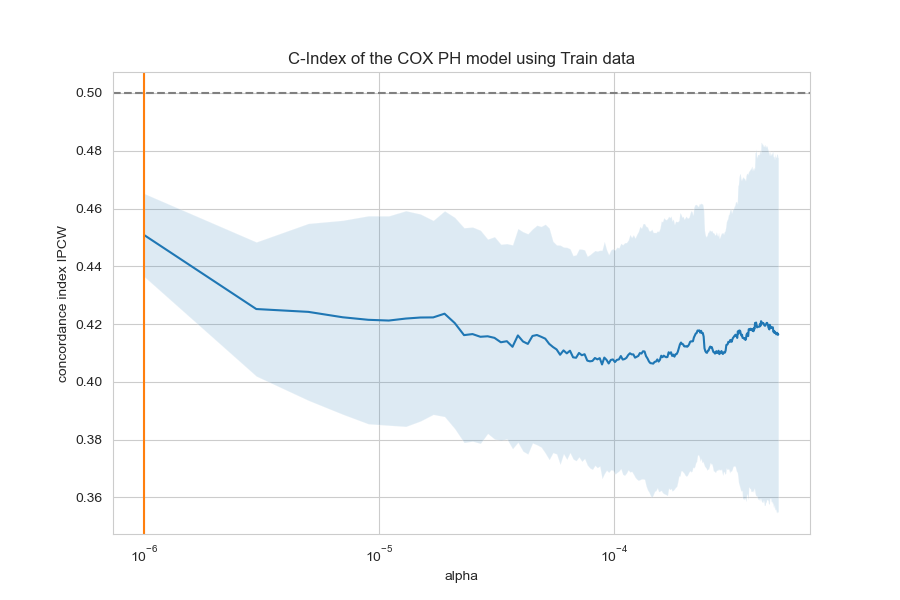 C-Index of the COX PH model using Train data
concordance index IPCW
0.50
0.48
0.46
0.44
0.42
0.40
0.38
0.36
10⁻⁶ 10⁻⁵ 10⁻⁴
alpha